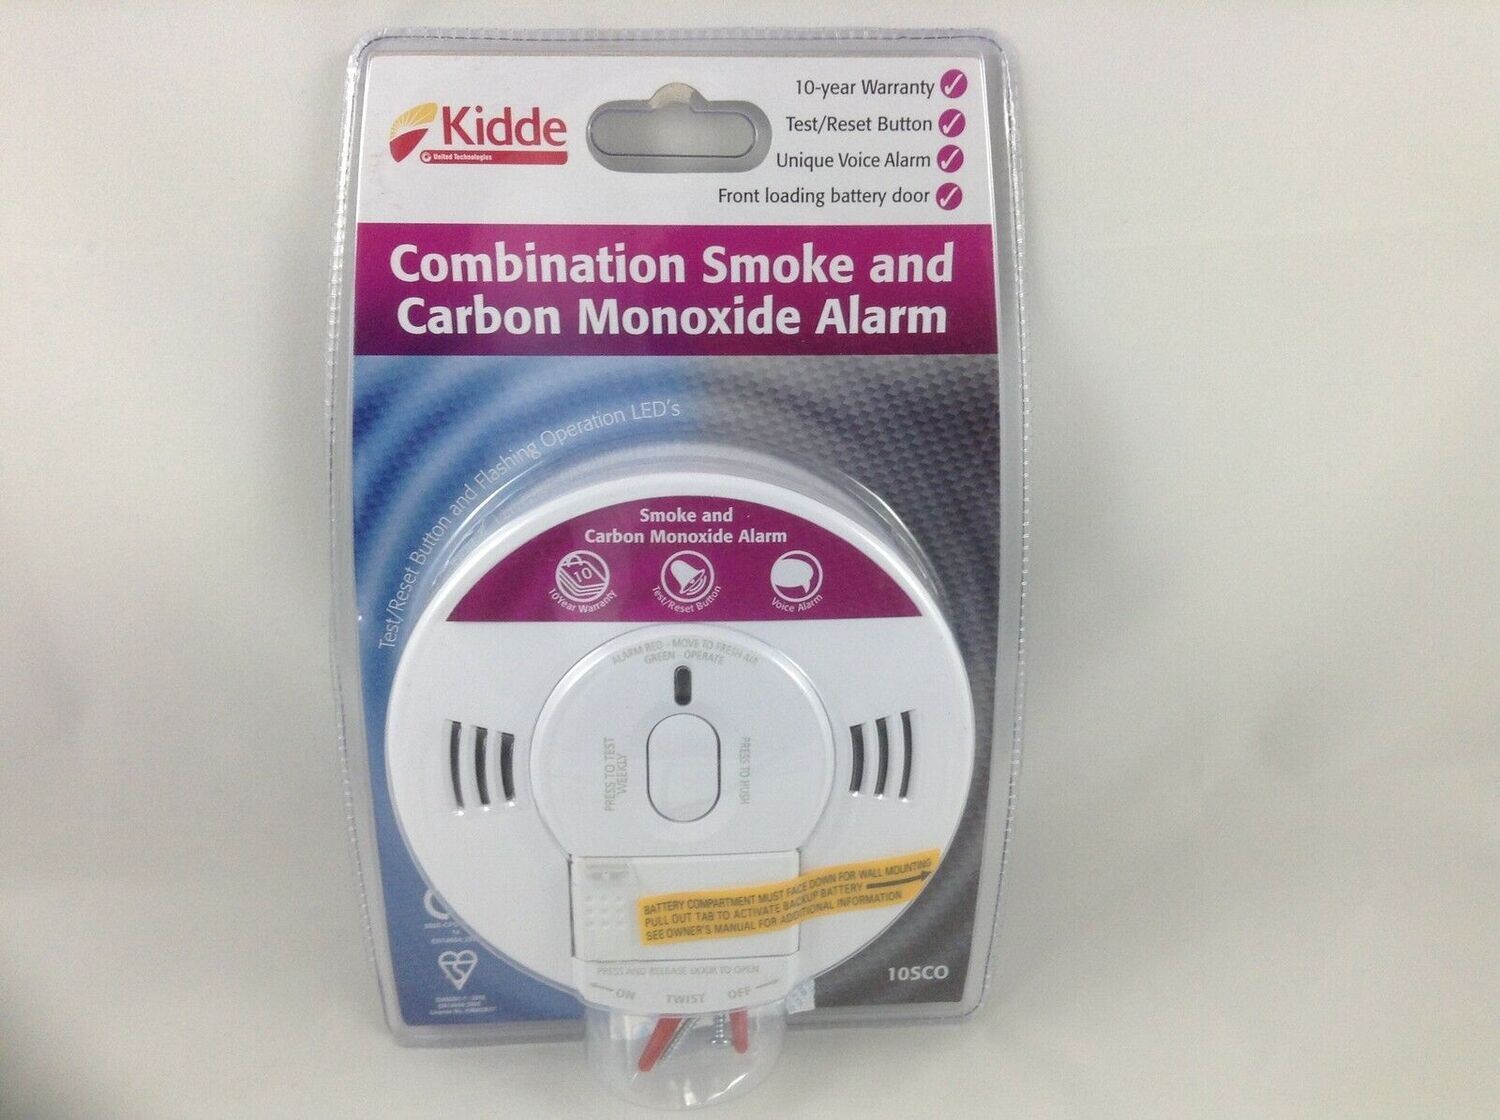 Kidde
United Technologies
10-year Warranty
Test/Reset Button
Unique Voice Alarm
Front loading battery door
Combination Smoke and
Carbon Monoxide Alarm
Test/Reset Button and Flashing Operation LED's
Smoke and
Carbon Monoxide Alarm
10
10 Year Warranty
Test/Reset Button
Voice Alarm
ALARM RED - MOVE TO FRESH AIR
GREEN - OPERATE
PRESS TO TEST
WEEKLY
PRESS TO HUSH
BATTERY COMPARTMENT MUST FACE DOWN FOR WALL MOUNTING
PULL OUT TAB TO ACTIVATE BACKUP BATTERY
SEE OWNER'S MANUAL FOR ADDITIONAL INFORMATION
PRESS AND RELEASE DOOR TO OPEN
ON TWIST OFF
10SCO